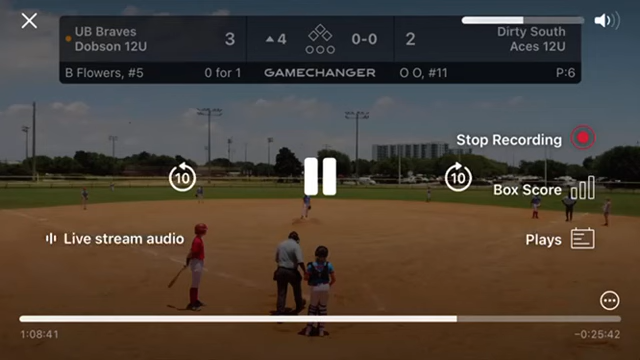 UB Braves
Dobson 12U
3
▲4
0-0
2
Dirty South
Aces 12U
B Flowers, #5
0 for 1
GAMECHANGER
O O, #11
P:6
Stop Recording
10
10
Box Score
Live stream audio
Plays
1:08:41
-0:25:42